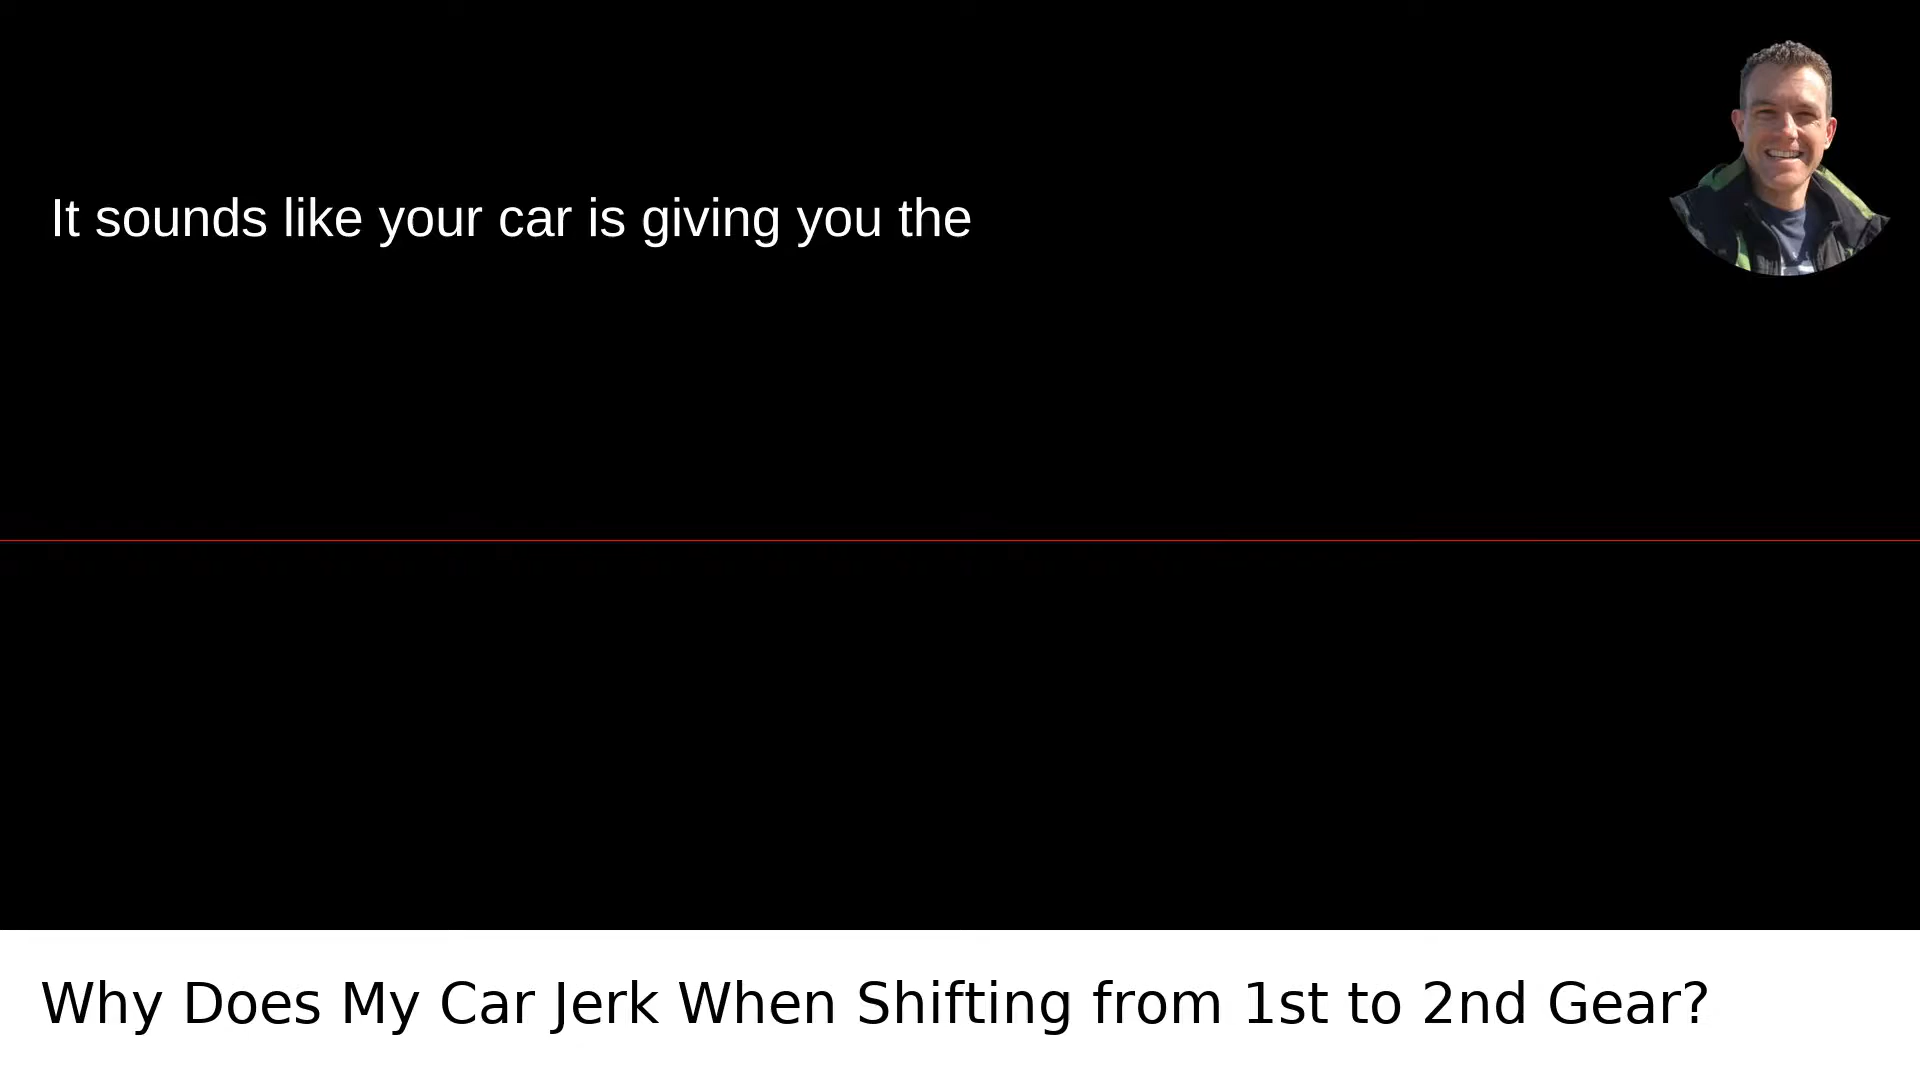 It sounds like your car is giving you the
Why Does My Car Jerk When Shifting from 1st to 2nd Gear?